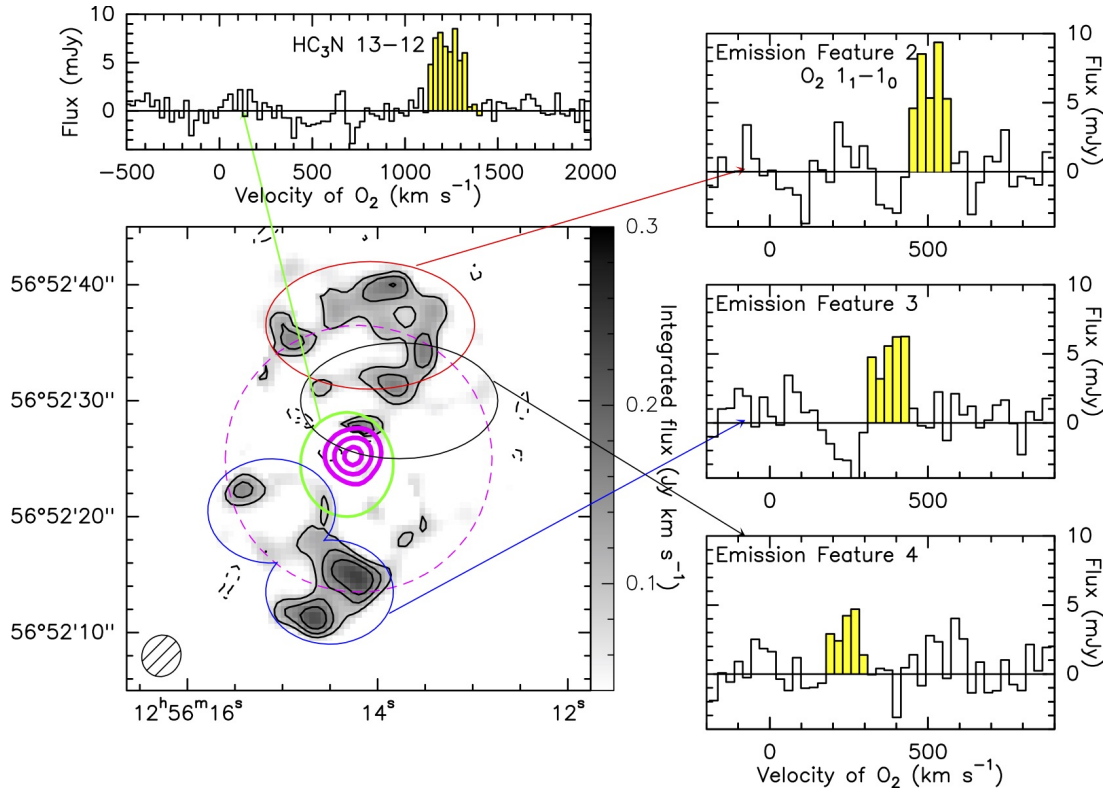 10
5
0
Flux (mJy)
HC₃N 13−12
−500 0 500 1000 1500 2000
Velocity of O₂ (km s⁻¹)
56°52'40''
56°52'30''
56°52'20''
56°52'10''
12ʰ56ᵐ16ˢ 14ˢ 12ˢ
0.3
0.2
0.1
Integrated flux (Jy km s⁻¹)
Emission Feature 2
O₂ 1₁−1₀
10
5
0
Flux (mJy)
0 500
Emission Feature 3
10
5
0
Flux (mJy)
Emission Feature 4
10
5
0
Flux (mJy)
0 500
Velocity of O₂ (km s⁻¹)